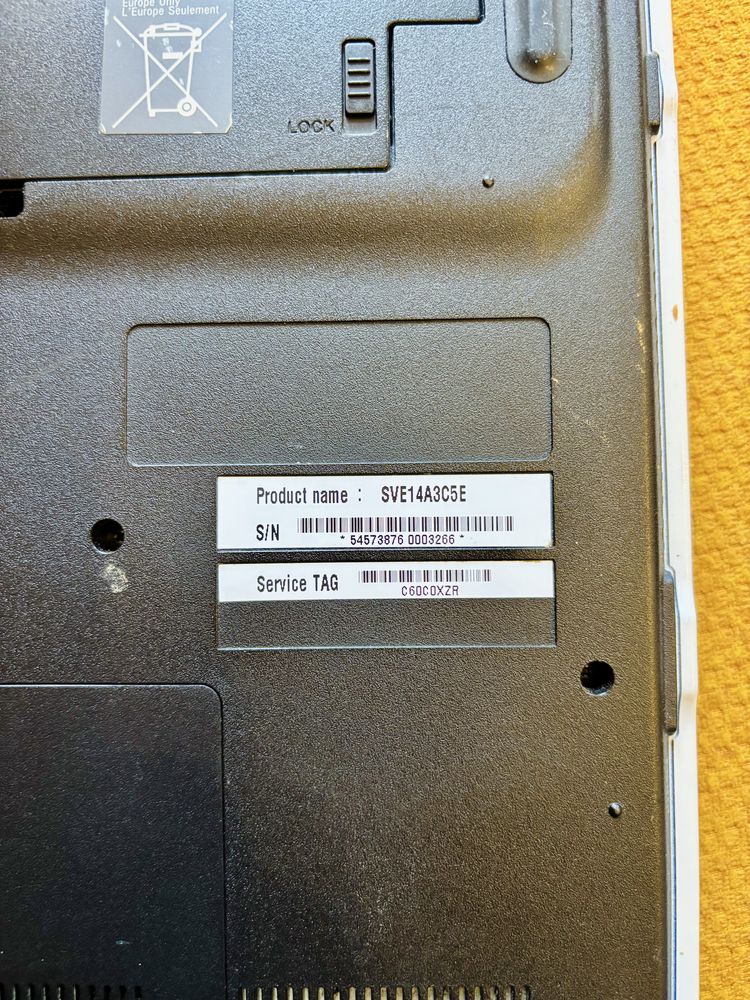 Europe Only
L'Europe Seulement
LOCK
Product name : SVE14A3C5E
S/N
* 54573876 0003266 *
Service TAG
C60C0XZR